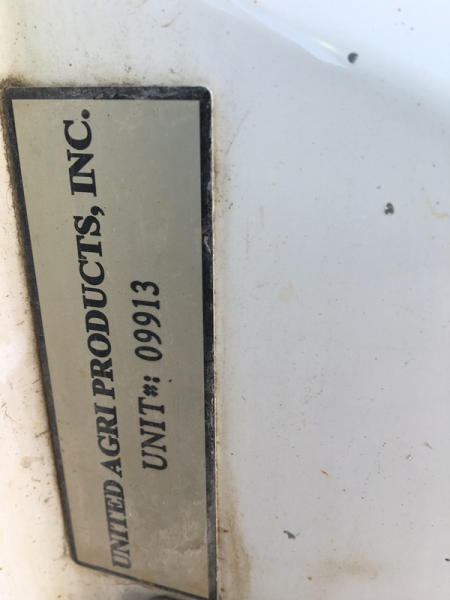 UNITED AGRI PRODUCTS, INC.
UNIT#: 09913